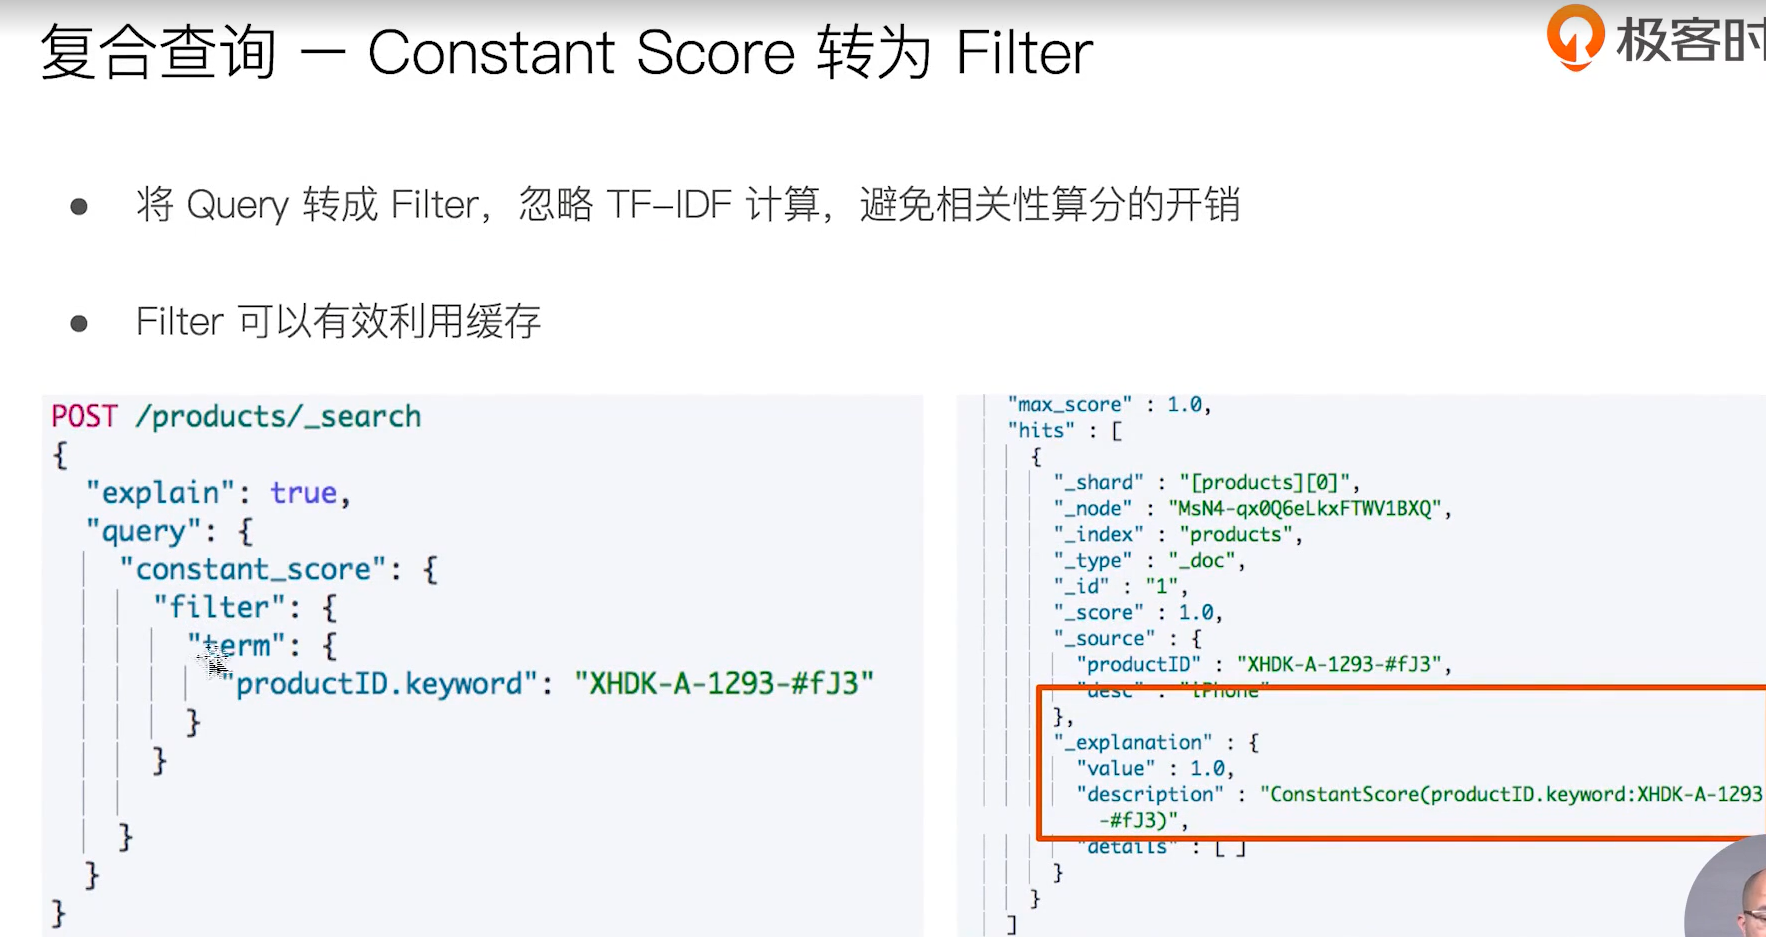 复合查询 – Constant Score 转为 Filter
极客时
● 将 Query 转成 Filter，忽略 TF-IDF 计算，避免相关性算分的开销
● Filter 可以有效利用缓存
POST /products/_search
{
"explain": true,
"query": {
"constant_score": {
"filter": {
"term": {
"productID.keyword": "XHDK-A-1293-#fJ3"
}
}
}
}
}
"max_score" : 1.0,
"hits" : [
{
"_shard" : "[products][0]",
"_node" : "MsN4-qx0Q6eLkxFTWV1BXQ",
"_index" : "products",
"_type" : "_doc",
"_id" : "1",
"_score" : 1.0,
"_source" : {
"productID" : "XHDK-A-1293-#fJ3",
"desc" : "iPhone"
},
"_explanation" : {
"value" : 1.0,
"description" : "ConstantScore(productID.keyword:XHDK-A-1293
-#fJ3)",
"details" : [ ]
}
}
]